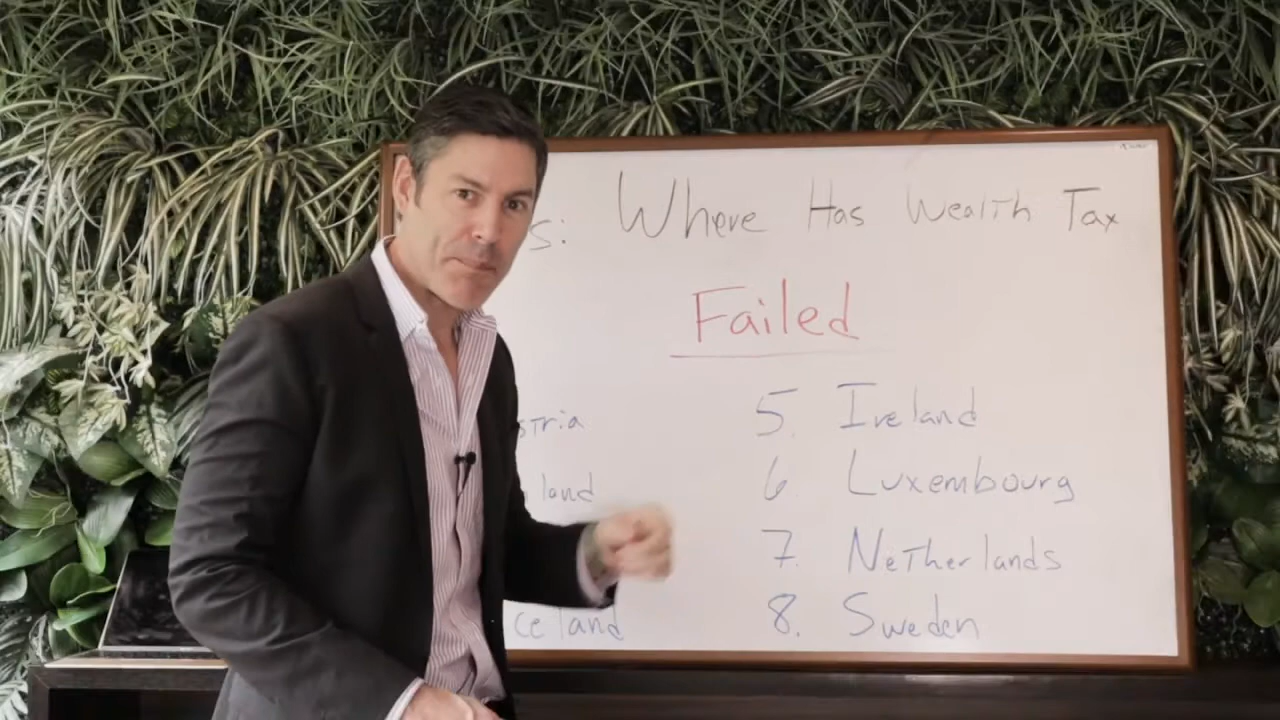 s: Where Has Wealth Tax
Failed
stria
land
celand
5. Ireland
6 Luxembourg
7. Netherlands
8. Sweden